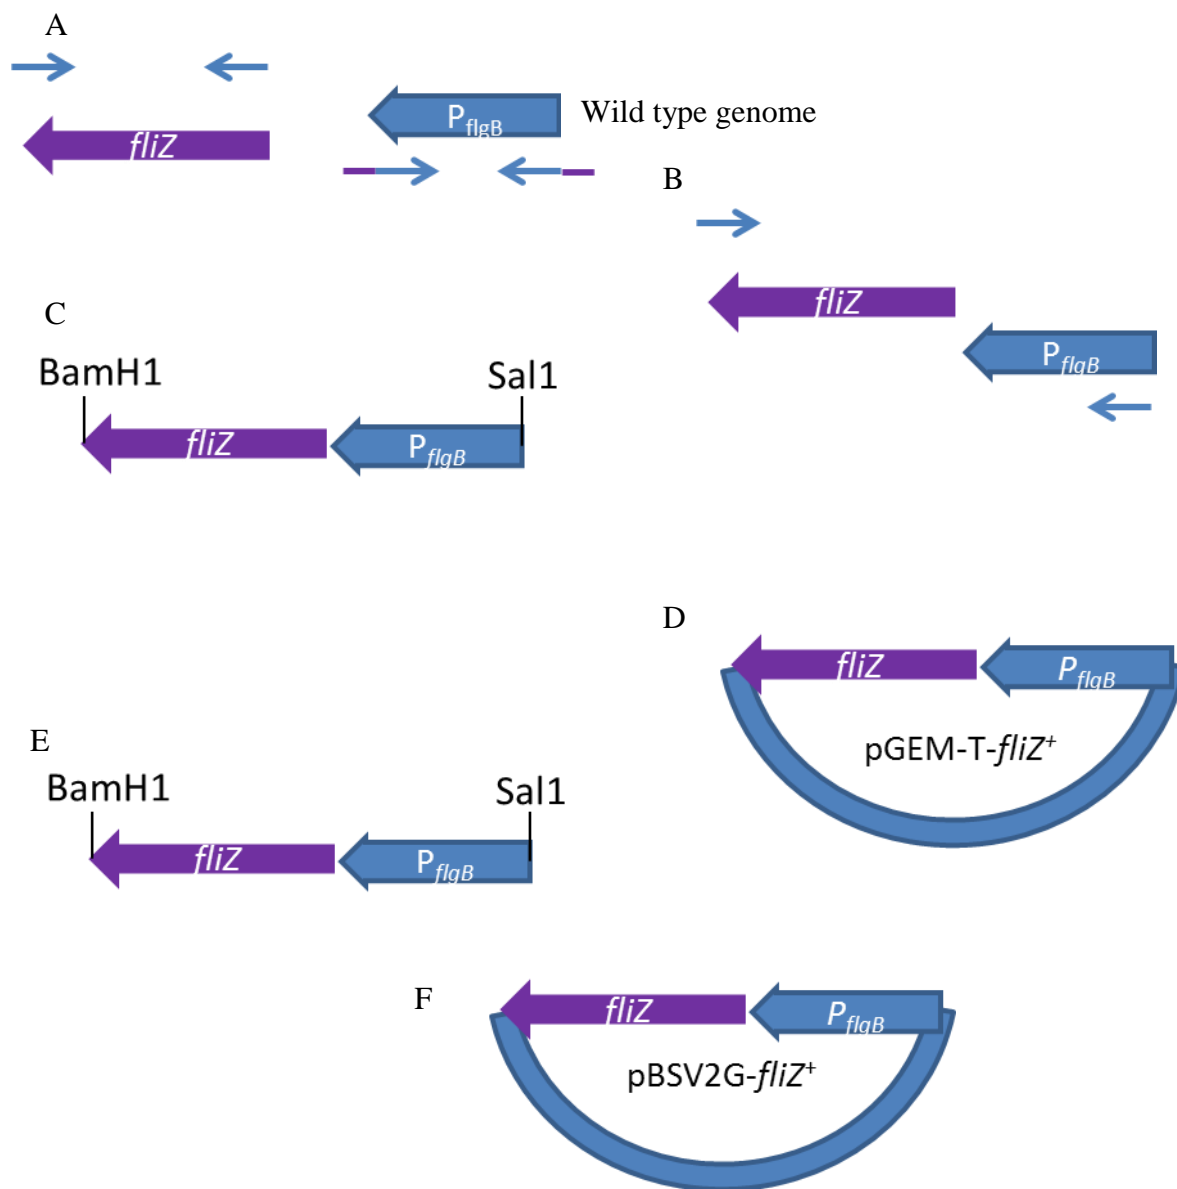 A
fliZ
PflgB
Wild type genome
B
fliZ
PflgB
C
BamH1
Sal1
fliZ
PflgB
D
fliZ
PflgB
pGEM-T-fliZ+
E
BamH1
Sal1
fliZ
PflgB
F
fliZ
PflgB
pBSV2G-fliZ+